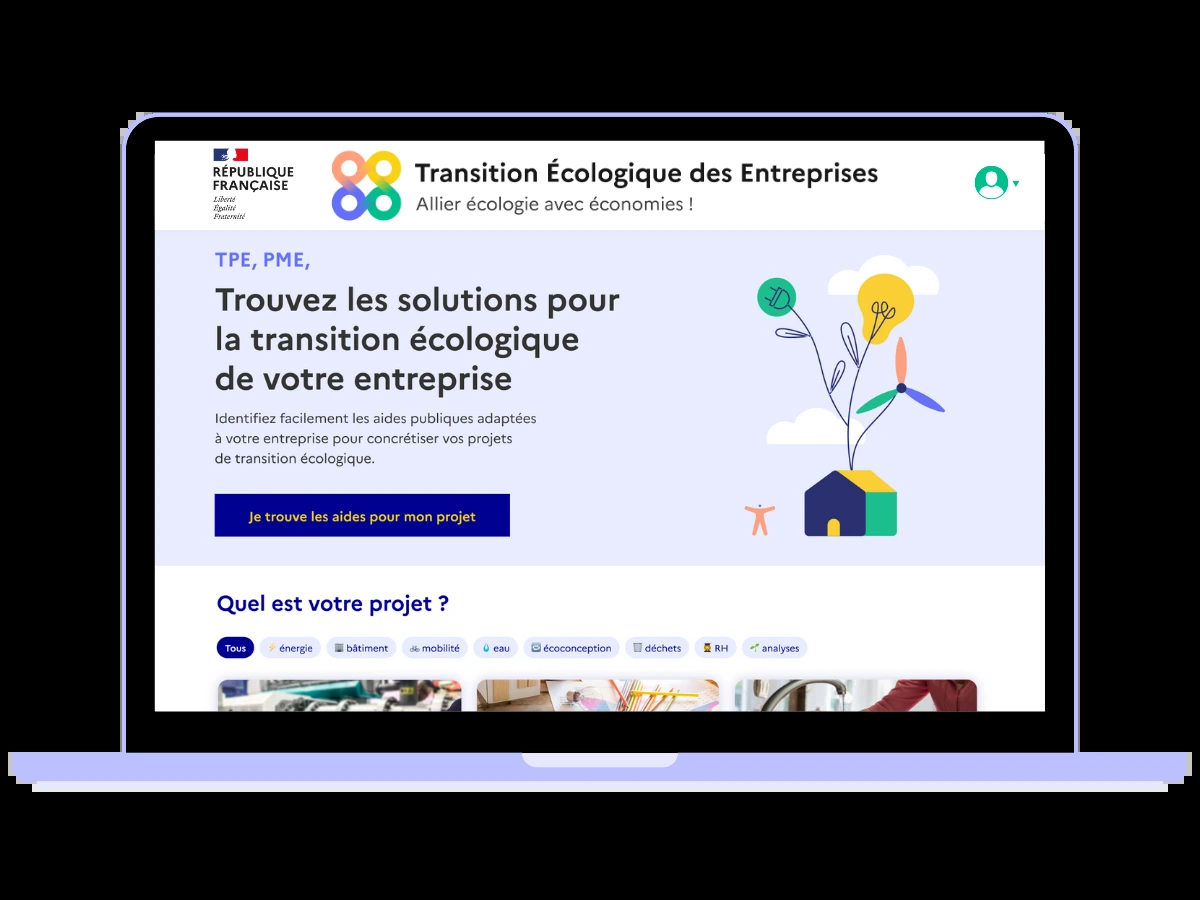 RÉPUBLIQUE
FRANÇAISE
Liberté
Égalité
Fraternité
Transition Écologique des Entreprises
Allier écologie avec économies !
TPE, PME,
Trouvez les solutions pour
la transition écologique
de votre entreprise
Identifiez facilement les aides publiques adaptées
à votre entreprise pour concrétiser vos projets
de transition écologique.
Je trouve les aides pour mon projet
Quel est votre projet ?
Tous énergie bâtiment mobilité eau écoconception déchets RH analyses